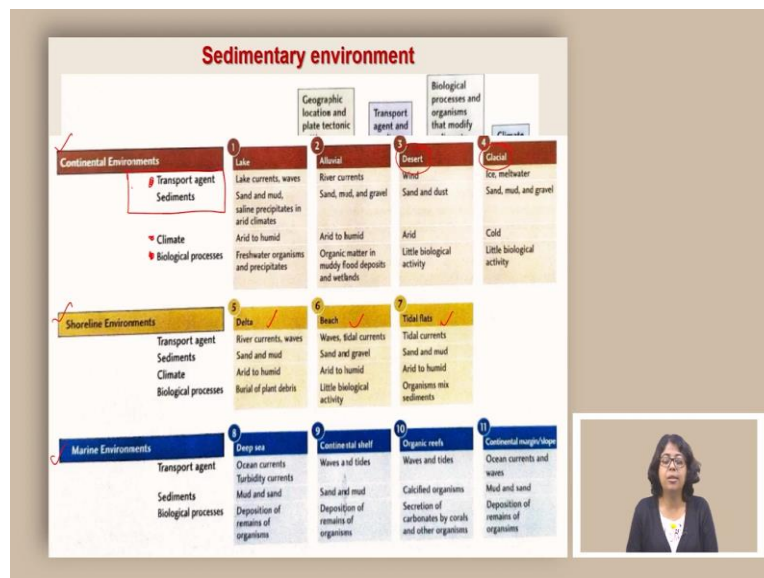 Sedimentary environment
Geographic
location and
plate tectonic
Transport
agent and
Biological
processes and
organisms
that modify
Climate
Continental Environments
Transport agent
Sediments
Climate
Biological processes
1
Lake
Lake currents, waves
Sand and mud,
saline precipitates in
arid climates
Arid to humid
Freshwater organisms
and precipitates
2
Alluvial
River currents
Sand, mud, and gravel
Arid to humid
Organic matter in
muddy flood deposits
and wetlands
3
Desert
Wind
Sand and dust
Arid
Little biological
activity
4
Glacial
Ice, meltwater
Sand, mud, and gravel
Cold
Little biological
activity
Shoreline Environments
Transport agent
Sediments
Climate
Biological processes
5
Delta
River currents, waves
Sand and mud
Arid to humid
Burial of plant debris
6
Beach
Waves, tidal currents
Sand and gravel
Arid to humid
Little biological
activity
7
Tidal flats
Tidal currents
Sand and mud
Arid to humid
Organisms mix
sediments
Marine Environments
Transport agent
Sediments
Biological processes
8
Deep sea
Ocean currents
Turbidity currents
Mud and sand
Deposition of
remains of
organisms
9
Continestal shelf
Waves and tides
Sand and mud
Deposition of
remains of
organisms
10
Organic reefs
Waves and tides
Calcified organisms
Secretion of
carbonates by corals
and other organisms
11
Continental margin/slope
Ocean currents and
waves
Mud and sand
Deposition of
remains of
organsims